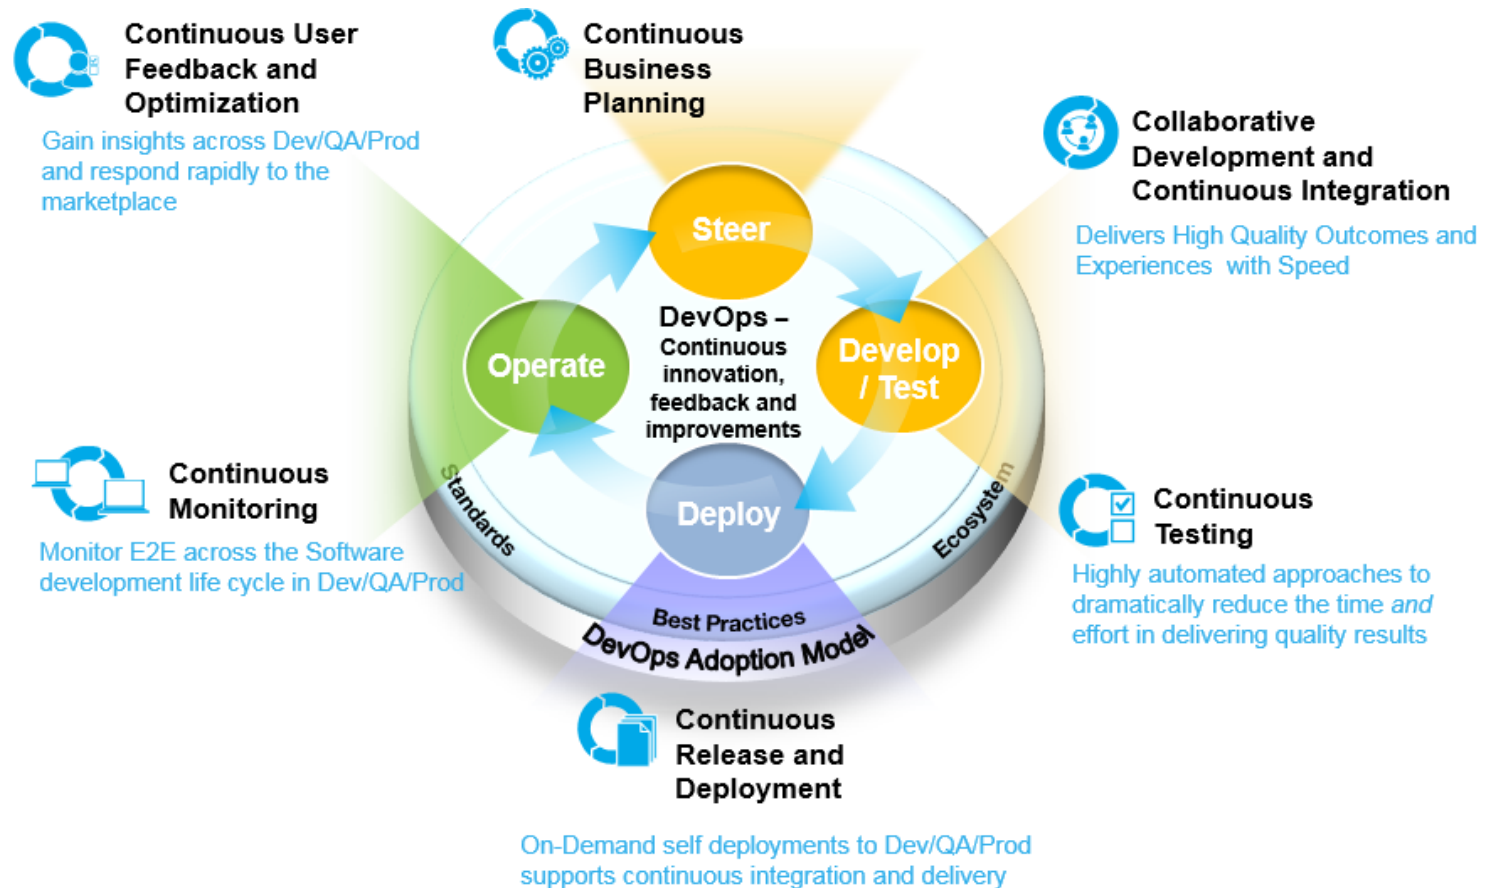 Continuous User
Feedback and
Optimization
Gain insights across Dev/QA/Prod
and respond rapidly to the
marketplace
Continuous
Business
Planning
Collaborative
Development and
Continuous Integration
Delivers High Quality Outcomes and
Experiences  with Speed
Steer
DevOps –
Continuous
innovation,
feedback and
improvements
Operate
Develop
/ Test
Deploy
Standards
Best Practices
Ecosystem
DevOps Adoption Model
Continuous
Monitoring
Monitor E2E across the Software
development life cycle in Dev/QA/Prod
Continuous
Testing
Highly automated approaches to
dramatically reduce the time and
effort in delivering quality results
Continuous
Release and
Deployment
On-Demand self deployments to Dev/QA/Prod
supports continuous integration and delivery